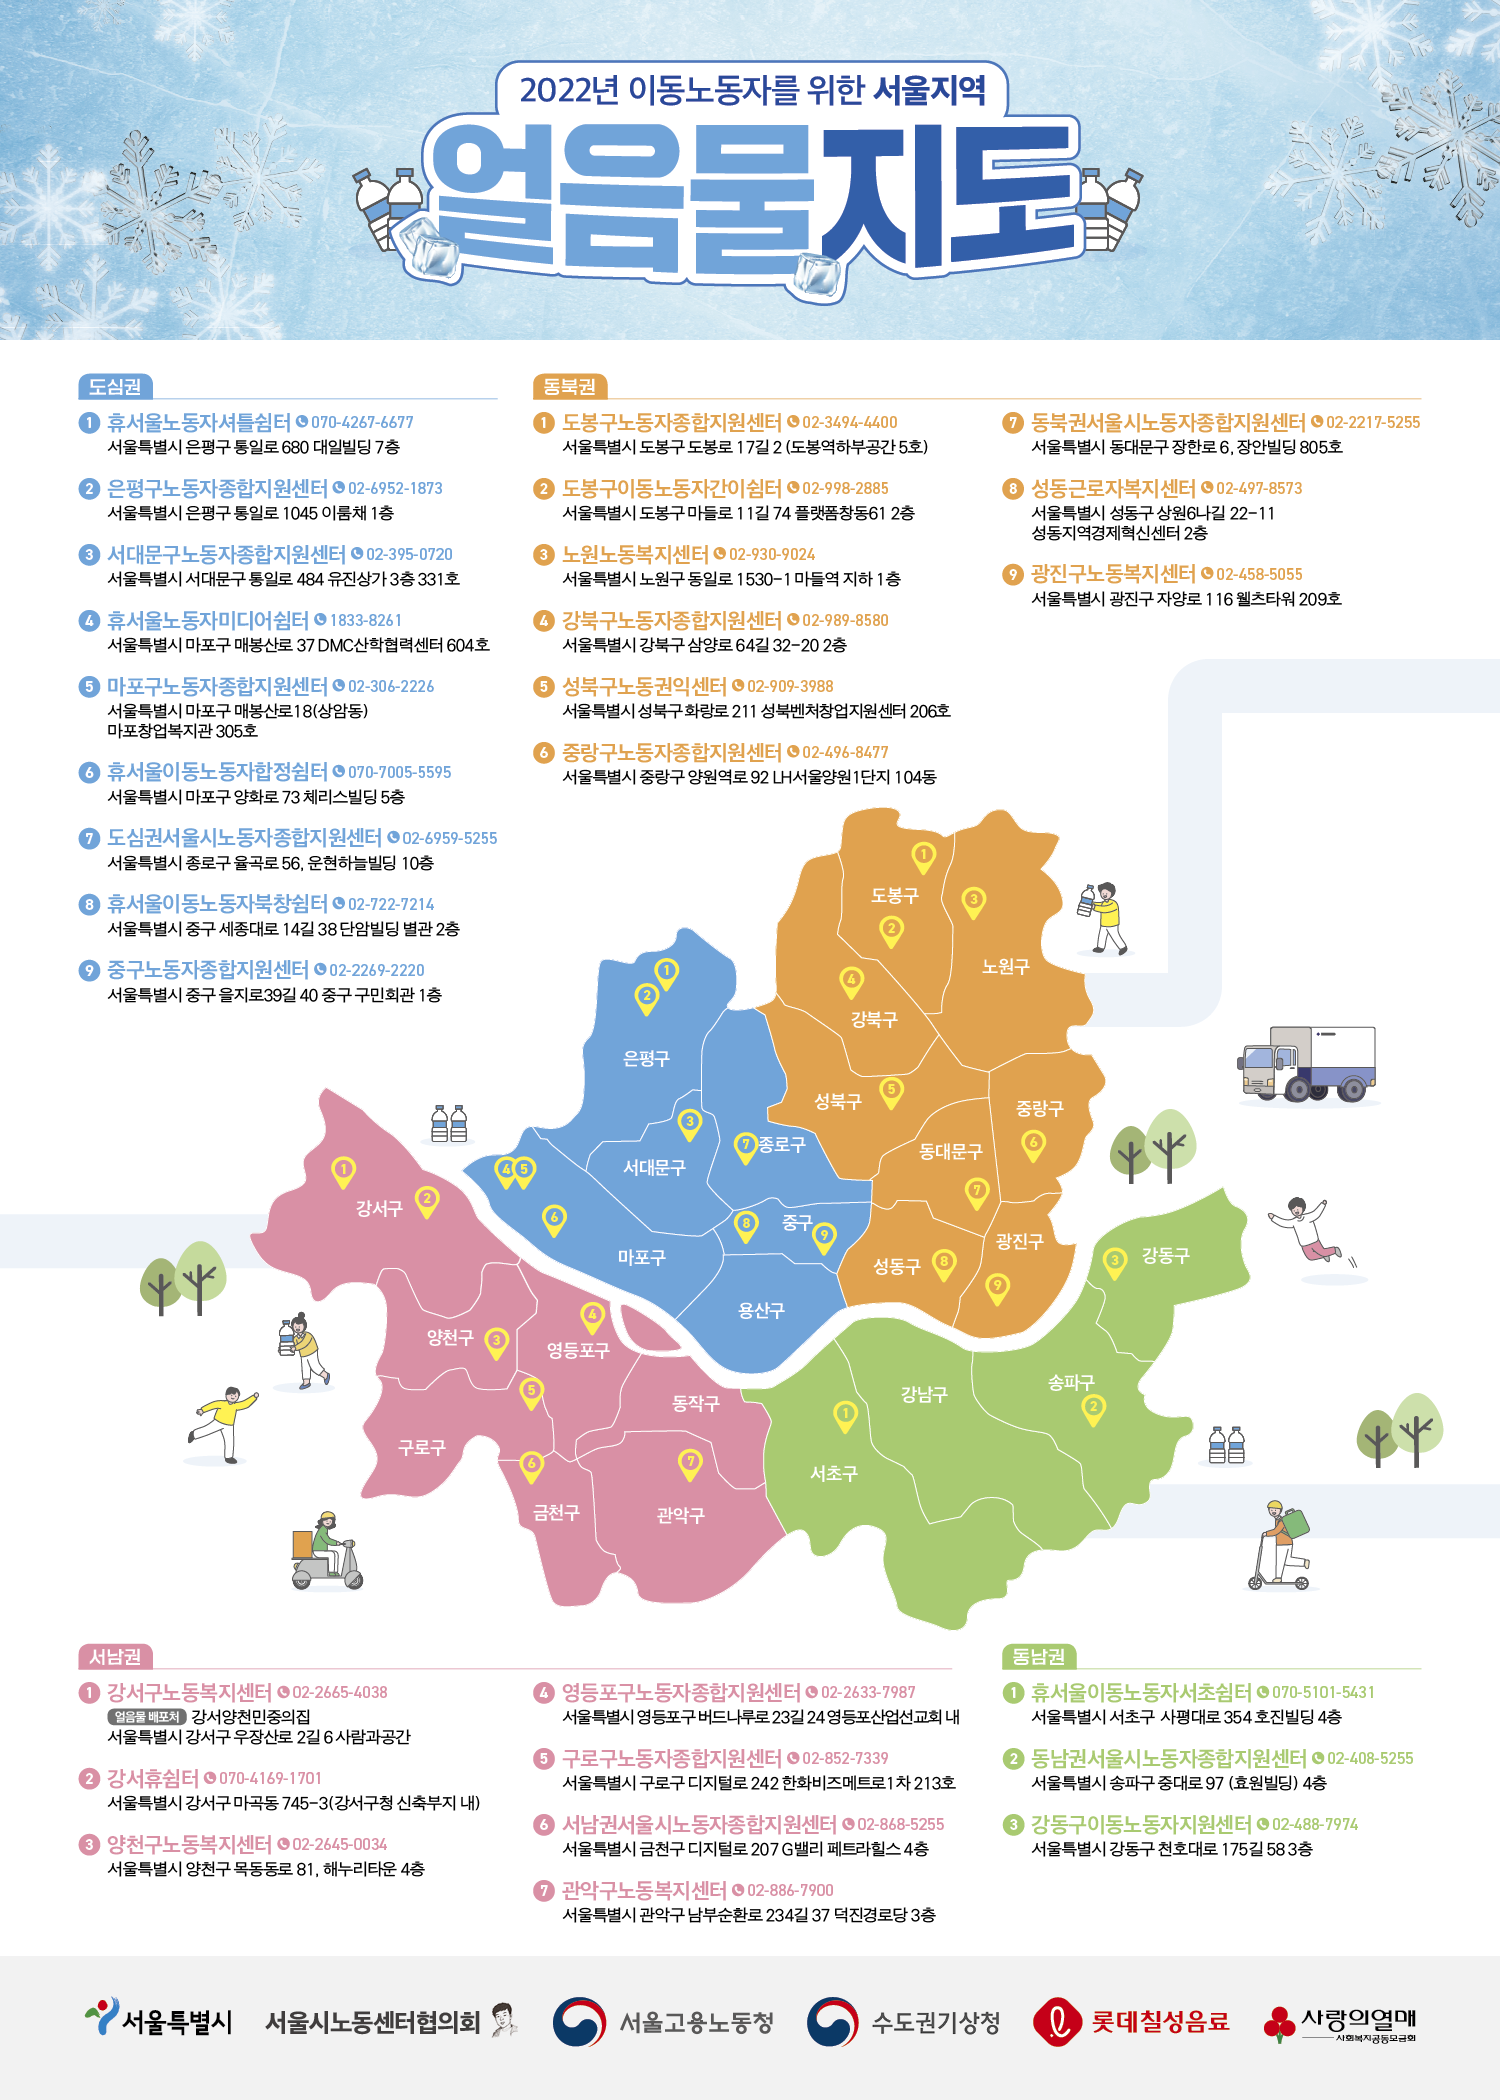 2022년 이동노동자를 위한 서울지역
얼음물지도
도심권
1 휴서울노동자셔틀쉼터 070-4267-6677
서울특별시 은평구 통일로 680 대일빌딩 7층
2 은평구노동자종합지원센터 02-6952-1873
서울특별시 은평구 통일로 1045 이룸채 1층
3 서대문구노동자종합지원센터 02-395-0720
서울특별시 서대문구 통일로 484 유진상가 3층 331호
4 휴서울노동자미디어쉼터 1833-8261
서울특별시 마포구 매봉산로 37 DMC산학협력센터 604호
5 마포구노동자종합지원센터 02-306-2226
서울특별시 마포구 매봉산로18(상암동)
마포창업복지관 305호
6 휴서울이동노동자합정쉼터 070-7005-5595
서울특별시 마포구 양화로 73 체리스빌딩 5층
7 도심권서울시노동자종합지원센터 02-6959-5255
서울특별시 종로구 율곡로 56, 운현하늘빌딩 10층
8 휴서울이동노동자북창쉼터 02-722-7214
서울특별시 중구 세종대로 14길 38 단암빌딩 별관 2층
9 중구노동자종합지원센터 02-2269-2220
서울특별시 중구 을지로39길 40 중구 구민회관 1층
동북권
1 도봉구노동자종합지원센터 02-3494-4400
서울특별시 도봉구 도봉로 17길 2 (도봉역하부공간 5호)
2 도봉구이동노동자간이쉼터 02-998-2885
서울특별시 도봉구 마들로 11길 74 플랫폼창동61 2층
3 노원노동복지센터 02-930-9024
서울특별시 노원구 동일로 1530-1 마들역 지하 1층
4 강북구노동자종합지원센터 02-989-8580
서울특별시 강북구 삼양로 64길 32-20 2층
5 성북구노동권익센터 02-909-3988
서울특별시 성북구 화랑로 211 성북벤처창업지원센터 206호
6 중랑구노동자종합지원센터 02-496-8477
서울특별시 중랑구 양원역로 92 LH서울양원1단지 104동
7 동북권서울시노동자종합지원센터 02-2217-5255
서울특별시 동대문구 장한로 6, 장안빌딩 805호
8 성동근로자복지센터 02-497-8573
서울특별시 성동구 상원6나길 22-11
성동지역경제혁신센터 2층
9 광진구노동복지센터 02-458-5055
서울특별시 광진구 자양로 116 웰츠타워 209호
1
도봉구
3
2
노원구
4
강북구
1
2
은평구
5
성북구
중랑구
3
7 종로구
동대문구
6
서대문구
4 5
1
강서구
2
7
6
8
중구
9
마포구
성동구
8
광진구
9
3
강동구
용산구
양천구
3
4
영등포구
5
동작구
강남구
송파구
2
1
구로구
6
7
서초구
금천구
관악구
서남권
1 강서구노동복지센터 02-2665-4038
얼음물 배포처 강서양천민중의집
서울특별시 강서구 우장산로 2길 6 사람과공간
2 강서휴쉼터 070-4169-1701
서울특별시 강서구 마곡동 745-3(강서구청 신축부지 내)
3 양천구노동복지센터 02-2645-0034
서울특별시 양천구 목동동로 81, 해누리타운 4층
4 영등포구노동자종합지원센터 02-2633-7987
서울특별시 영등포구 버드나루로 23길 24 영등포산업선교회 내
5 구로구노동자종합지원센터 02-852-7339
서울특별시 구로구 디지털로 242 한화비즈메트로1차 213호
6 서남권서울시노동자종합지원센터 02-868-5255
서울특별시 금천구 디지털로 207 G밸리 페트라힐스 4층
7 관악구노동복지센터 02-886-7900
서울특별시 관악구 남부순환로 234길 37 덕진경로당 3층
동남권
1 휴서울이동노동자서초쉼터 070-5101-5431
서울특별시 서초구 사평대로 354 호진빌딩 4층
2 동남권서울시노동자종합지원센터 02-408-5255
서울특별시 송파구 중대로 97 (효원빌딩) 4층
3 강동구이동노동자지원센터 02-488-7974
서울특별시 강동구 천호대로 175길 58 3층
서울특별시
서울시노동센터협의회
서울고용노동청
수도권기상청
롯데칠성음료
사랑의열매
사회복지공동모금회